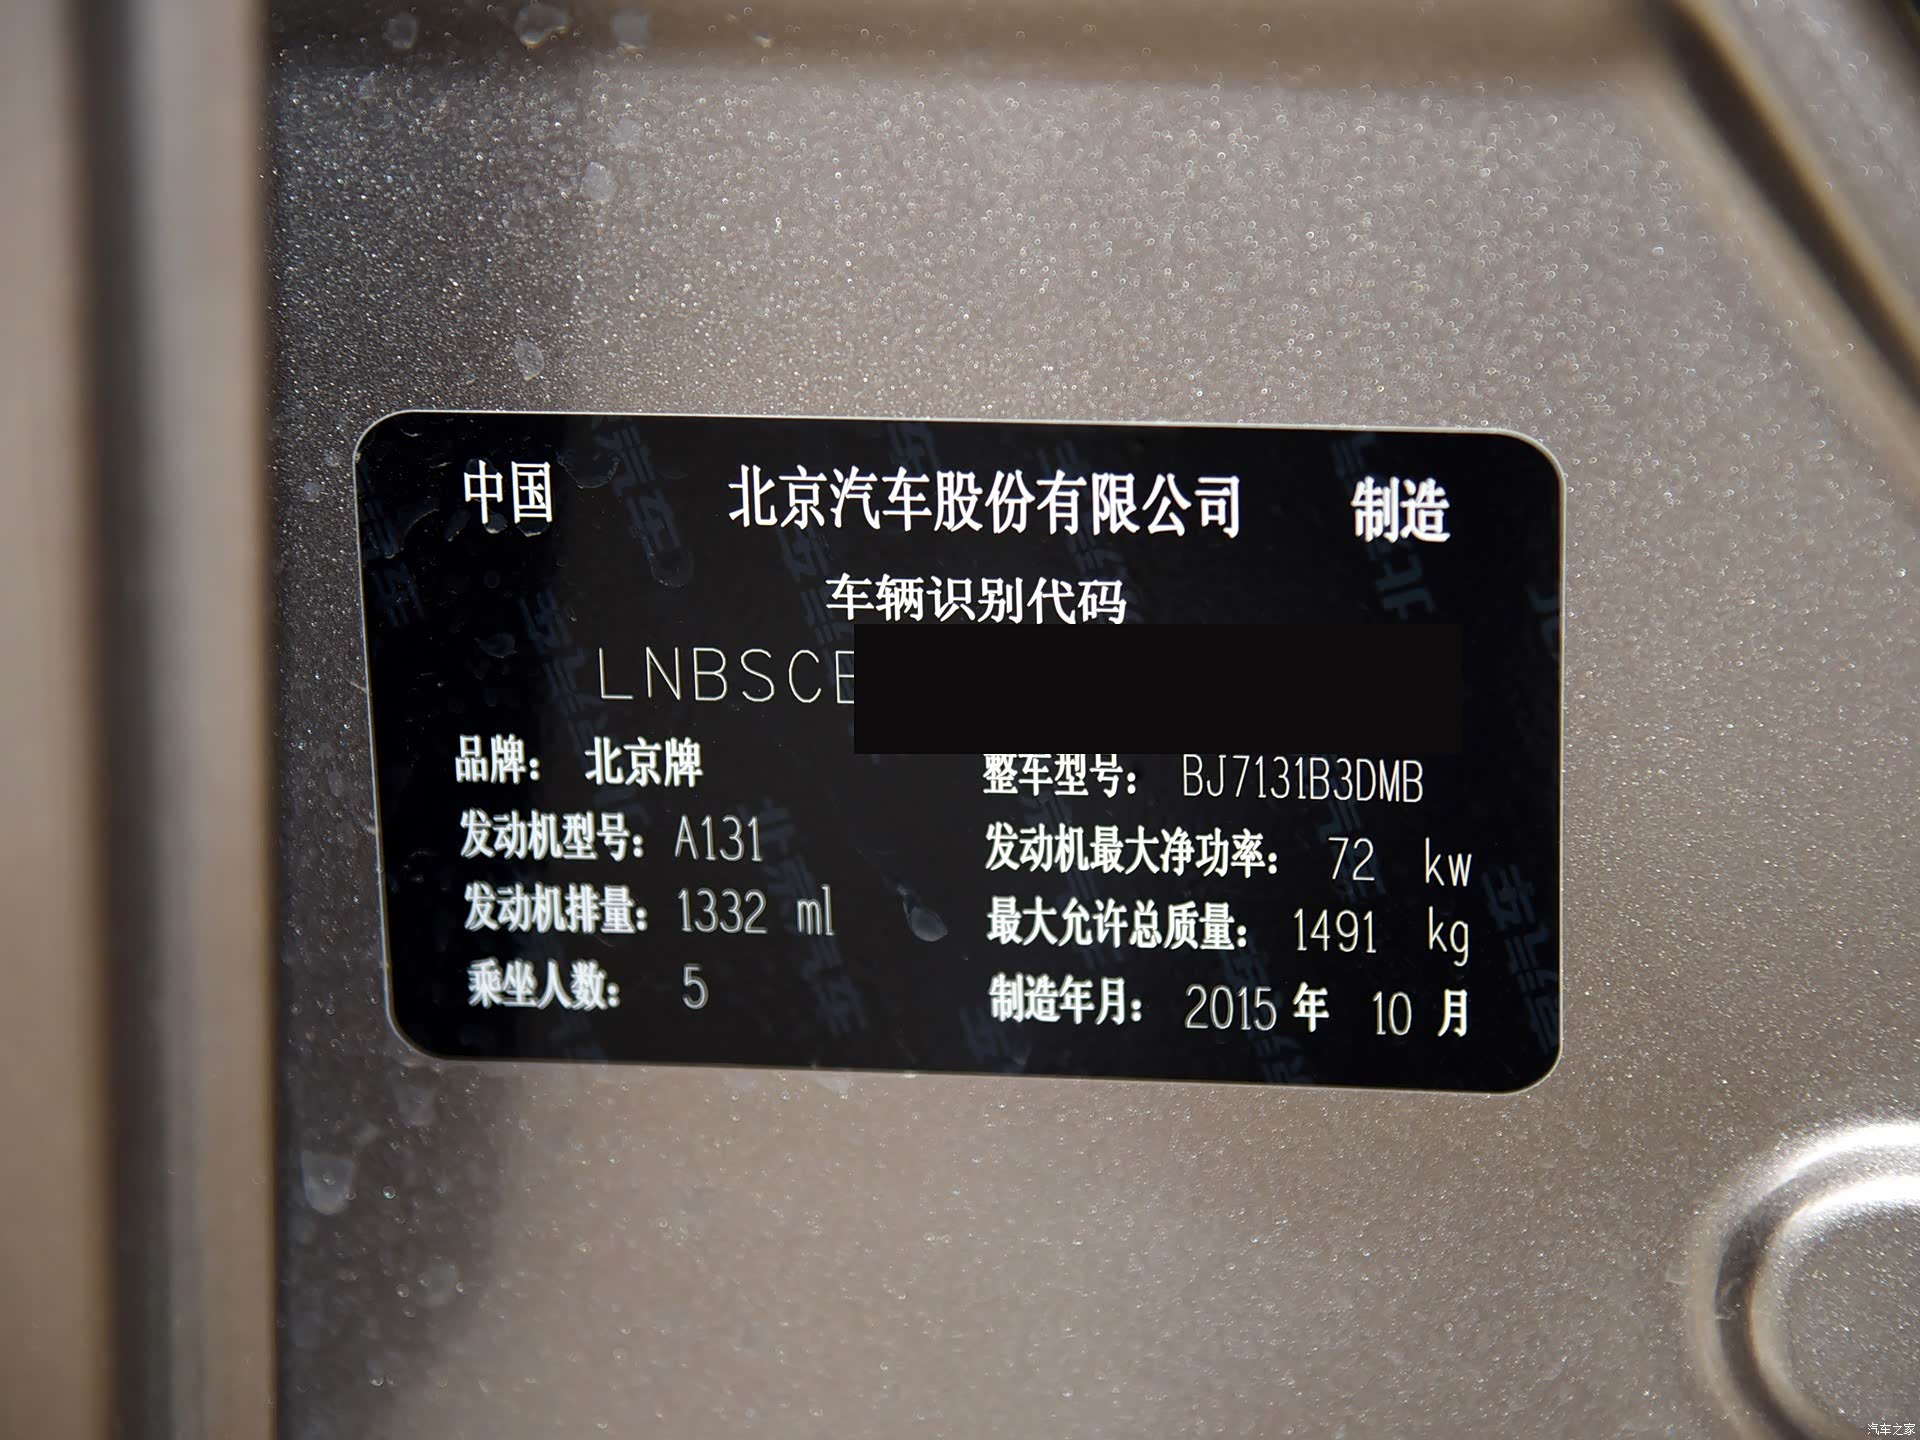 中国 北京汽车股份有限公司 制造
车辆识别代码
LNBSC
品牌： 北京牌 整车型号： BJ7131B3DMB
发动机型号： A131 发动机最大净功率： 72 kw
发动机排量： 1332 ml 最大允许总质量： 1491 kg
乘坐人数： 5 制造年月： 2015 年 10 月
汽车之家